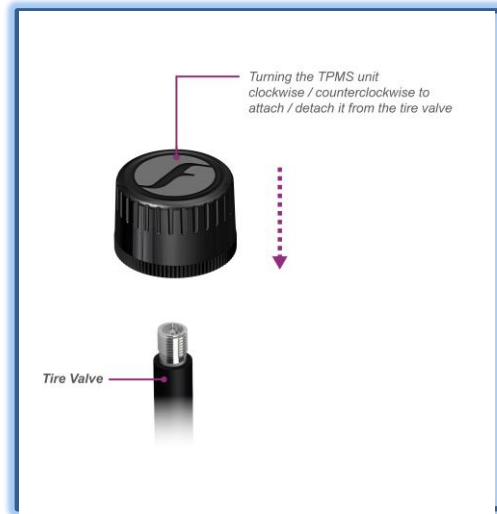 Turning the TPMS unit
clockwise / counterclockwise to
attach / detach it from the tire valve
Tire Valve